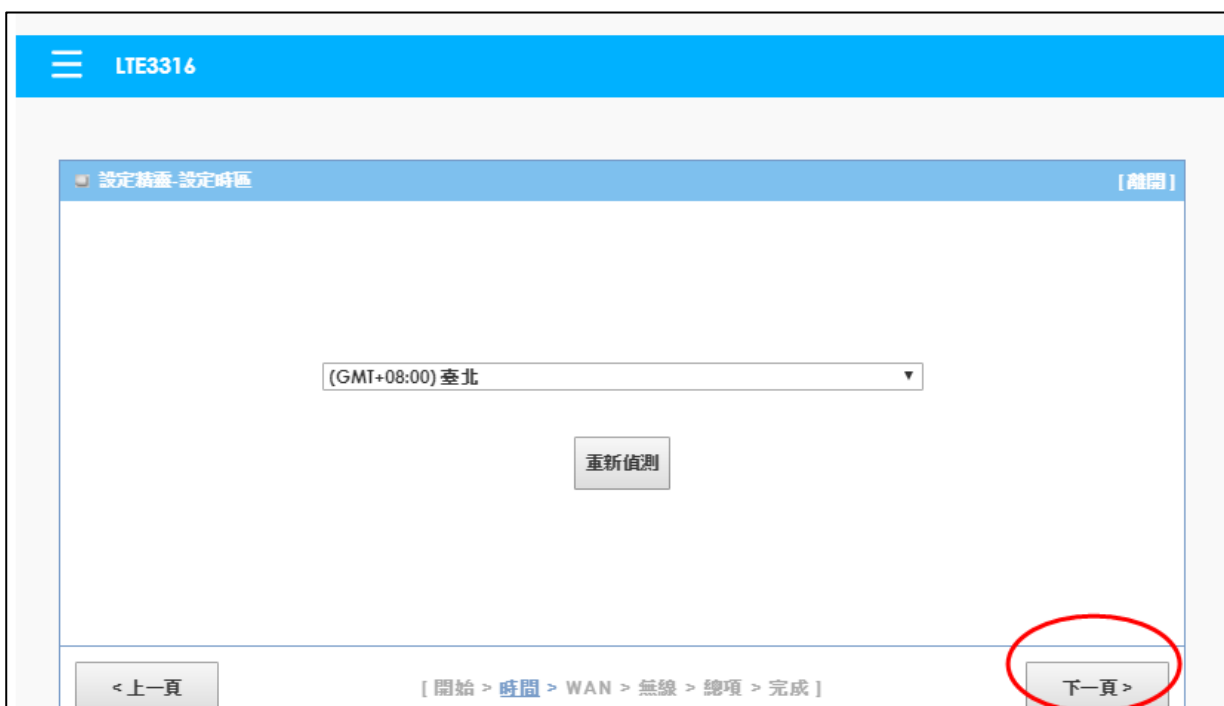 LTE3316
設定精靈-設定時區 [離開]
(GMT+08:00) 臺北
▼
重新偵測
<上一頁 [ 開始 > 時間 > WAN > 無線 > 總項 > 完成 ] 下一頁 >